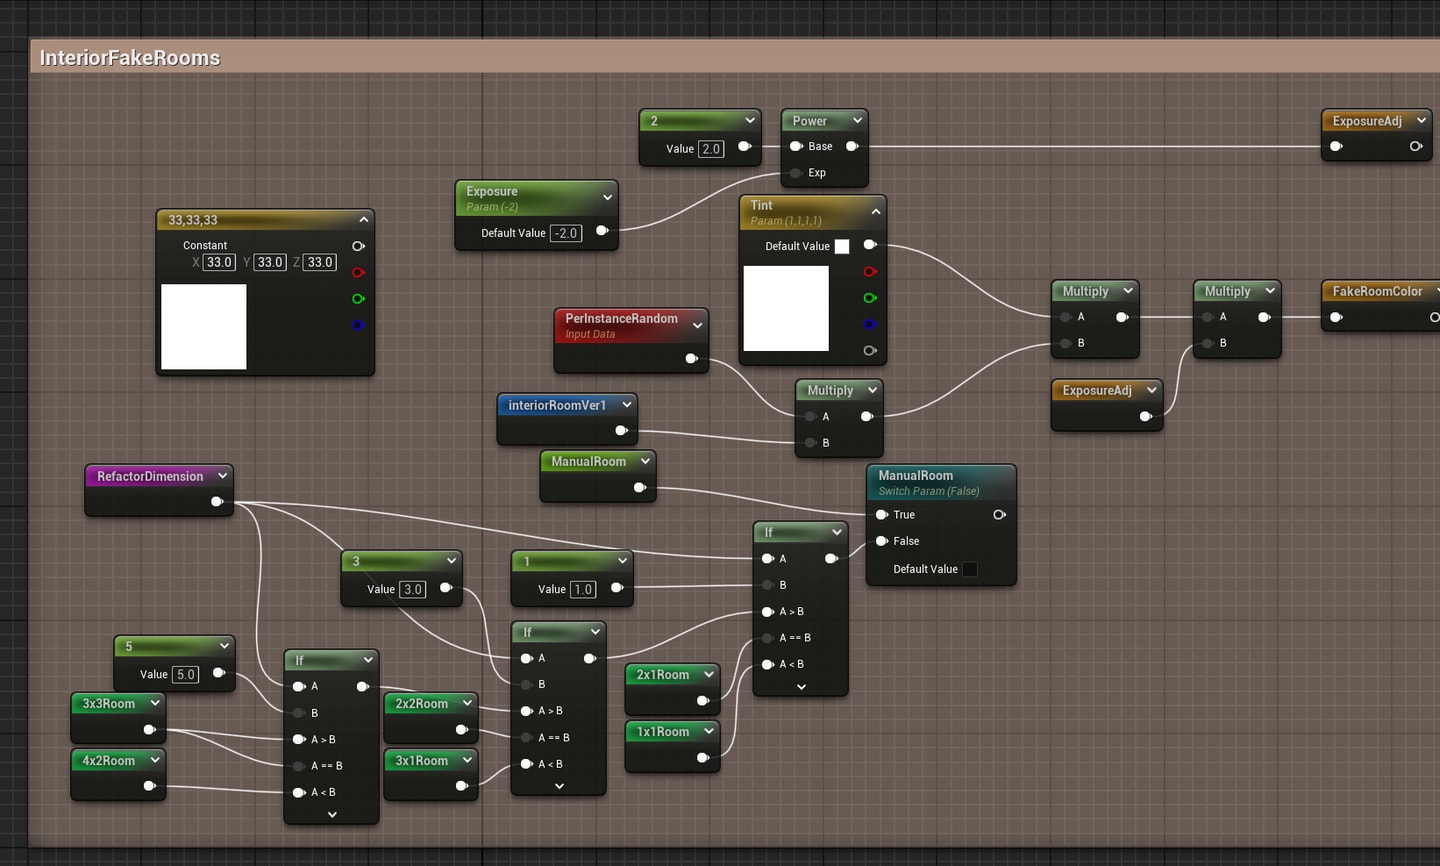 InteriorFakeRooms
2
Value 2.0
Power
Base
Exp
ExposureAdj
Exposure
Param (-2)
Default Value -2.0
Tint
Param (1,1,1,1)
Default Value
33,33,33
Constant
X 33.0 Y 33.0 Z 33.0
PerInstanceRandom
Input Data
Multiply
A
B
Multiply
A
B
FakeRoomColor
ExposureAdj
interiorRoomVer1
Multiply
A
B
ManualRoom
RefactorDimension
ManualRoom
Switch Param (False)
True
False
Default Value
3
Value 3.0
1
Value 1.0
If
A
B
A > B
A == B
A < B
5
Value 5.0
If
A
B
A > B
A == B
A < B
If
A
B
A > B
A == B
A < B
3x3Room
4x2Room
2x2Room
3x1Room
2x1Room
1x1Room